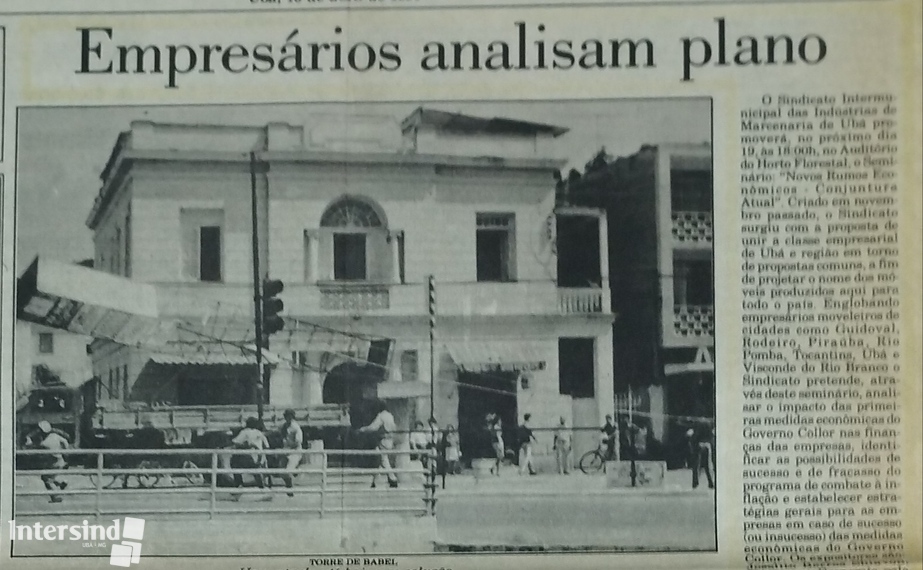 Empresários analisam plano
O Sindicato Intermu-
nicipal das Indústrias de
Marcenaria de Ubá pro-
moverá, no próximo dia
19, às 18:00h, no Auditório
do Horto Florestal, o Semi-
nário: "Novos Rumos Eco-
nômicos - Conjuntura
Atual". Criado em novem-
bro passado, o Sindicato
surgiu com a proposta de
unir a classe empresarial
de Ubá e região em torno
de propostas comuns, a fim
de projetar o nome dos mó-
veis produzidos aqui para
todo o país. Englobando
empresários moveleiros de
cidades como Guidoval,
Rodeiro, Piraúba, Rio
Pomba, Tocantins, Ubá e
Visconde do Rio Branco o
Sindicato pretende, atra-
vés deste seminário, anali-
sar o impacto das primei-
ras medidas econômicas do
Governo Collor nas finan-
ças das empresas, identi-
ficar as possibilidades de
sucesso e de fracasso do
programa de combate à in-
flação e estabelecer estra-
tégias gerais para as em-
presas em caso de sucesso
(ou insucesso) das medidas
econômicas do Governo
Collor. Os expositores são
TORRE DE BABEL
Intersind
UBÁ | MG